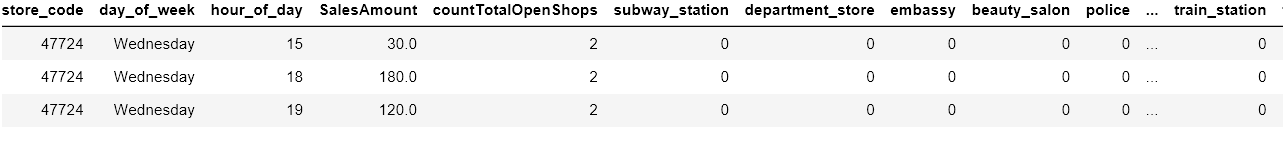 store_code day_of_week hour_of_day SalesAmount countTotalOpenShops subway_station department_store embassy beauty_salon police ... train_station
47724 Wednesday 15 30.0 2 0 0 0 0 0 ... 0
47724 Wednesday 18 180.0 2 0 0 0 0 0 ... 0
47724 Wednesday 19 120.0 2 0 0 0 0 0 ... 0